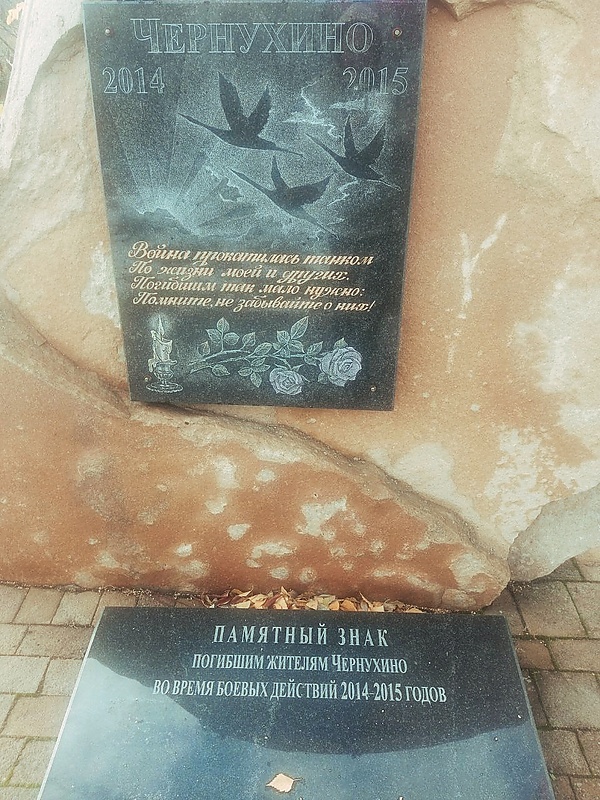 ЧЕРНУХИНО
2014 2015
Война прокатилась танком
По жизни моей и других.
Погибшим так мало нужно:
Помните, не забывайте о них!
ПАМЯТНЫЙ ЗНАК
ПОГИБШИМ ЖИТЕЛЯМ ЧЕРНУХИНО
ВО ВРЕМЯ БОЕВЫХ ДЕЙСТВИЙ 2014-2015 ГОДОВ